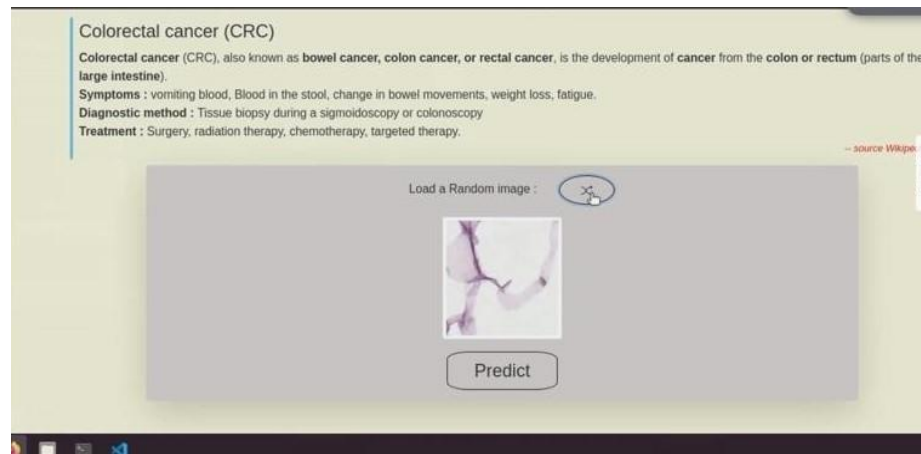 Colorectal cancer (CRC)
Colorectal cancer (CRC), also known as bowel cancer, colon cancer, or rectal cancer, is the development of cancer from the colon or rectum (parts of the
large intestine).
Symptoms : vomiting blood, Blood in the stool, change in bowel movements, weight loss, fatigue.
Diagnostic method : Tissue biopsy during a sigmoidoscopy or colonoscopy
Treatment : Surgery, radiation therapy, chemotherapy, targeted therapy.
-- source Wikipe
Load a Random image :
Predict